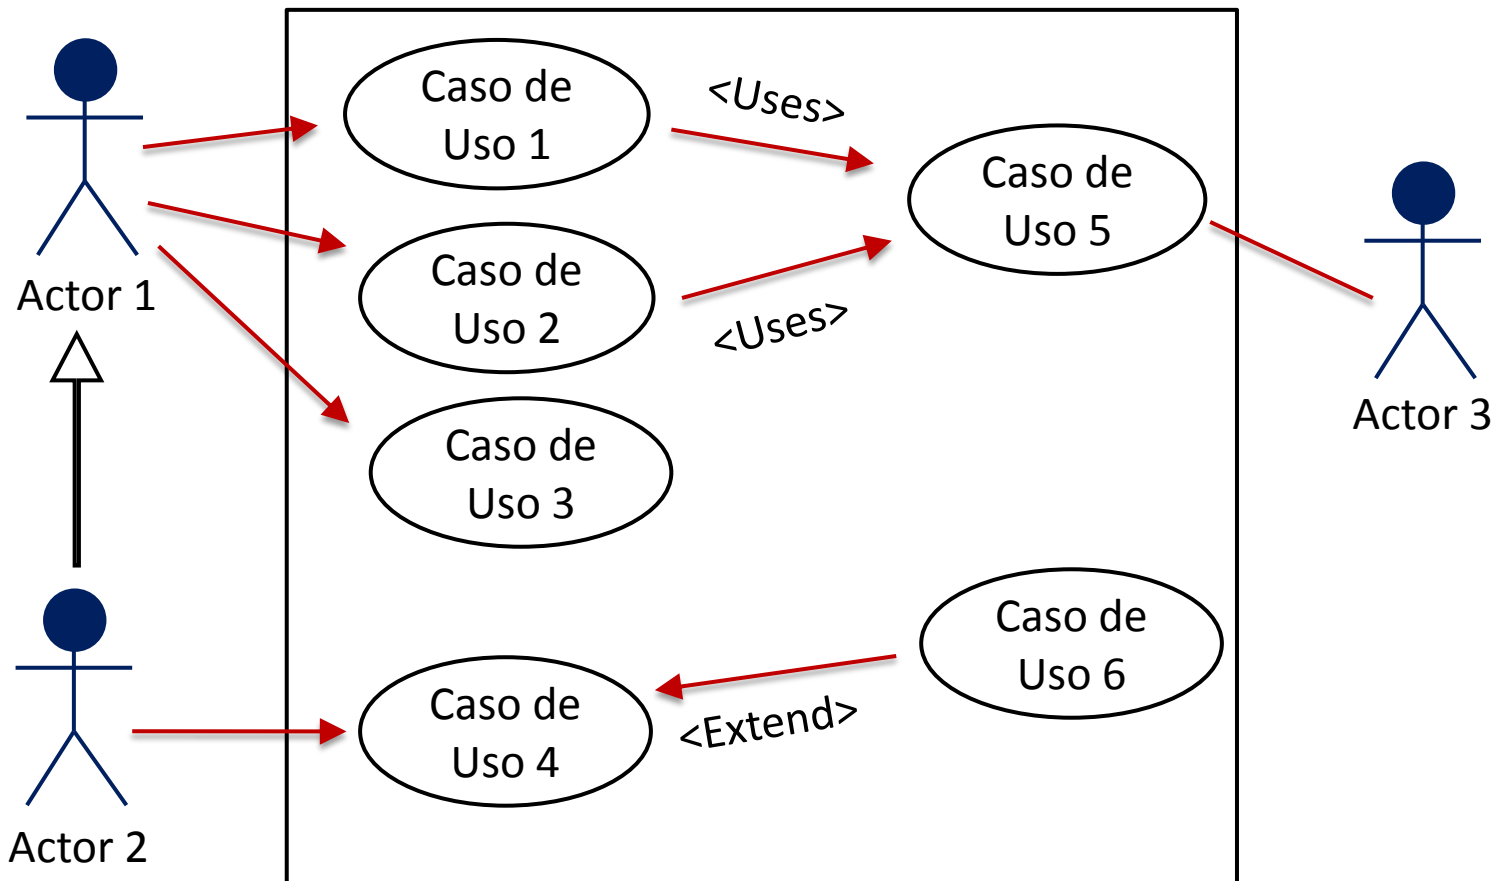 Caso de
Uso 1
<Uses>
Caso de
Uso 5
Caso de
Uso 2
<Uses>
Actor 1
Actor 3
Caso de
Uso 3
Caso de
Uso 6
Caso de
Uso 4
<Extend>
Actor 2